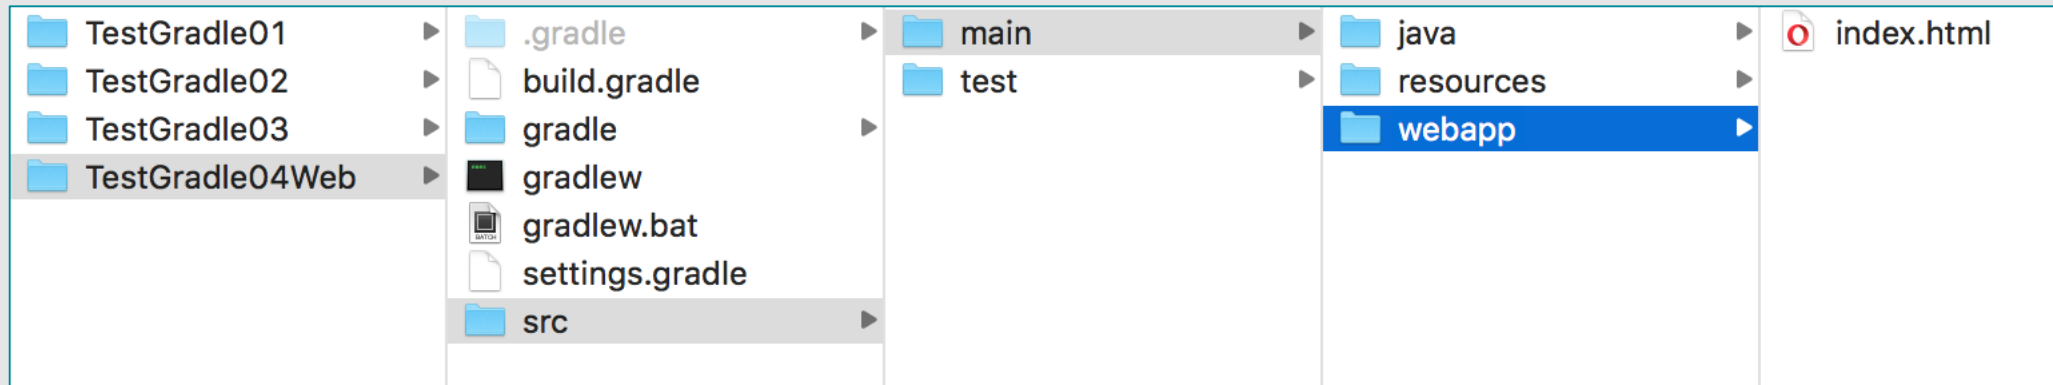 TestGradle01
TestGradle02
TestGradle03
TestGradle04Web
.gradle
build.gradle
gradle
gradlew
gradlew.bat
settings.gradle
src
main
test
java
resources
webapp
index.html